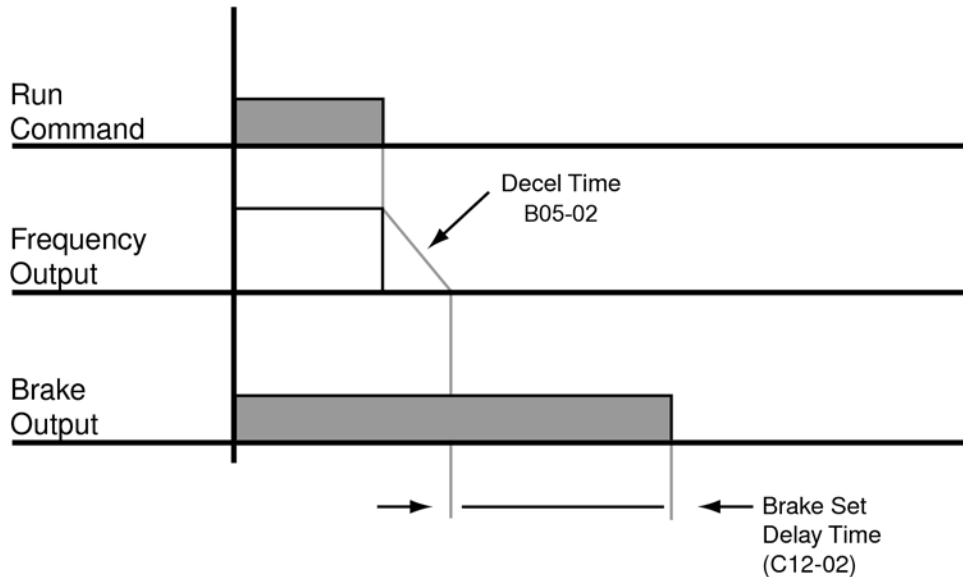 Run
Command
Decel Time
B05-02
Frequency
Output
Brake
Output
Brake Set
Delay Time
(C12-02)